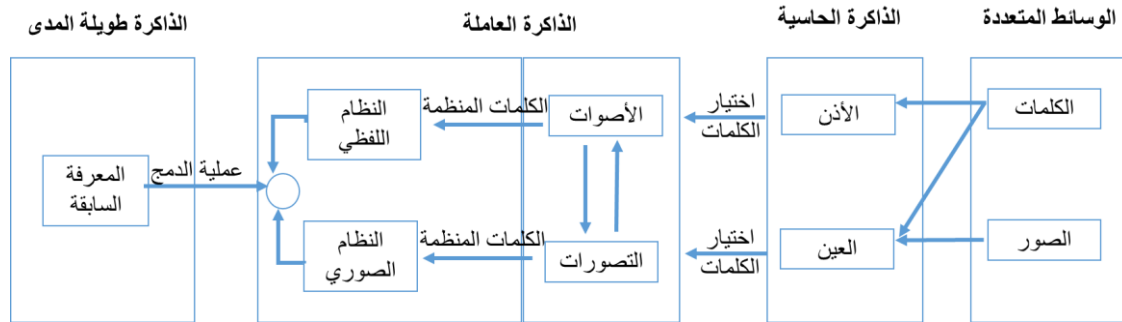 الوسائط المتعددة
الذاكرة الحاسية
الذاكرة العاملة
الذاكرة طويلة المدى
الكلمات
الأذن
اختيار
الكلمات
الأصوات
الكلمات المنظمة
النظام
اللفظي
عملية الدمج
المعرفة
السابقة
الصور
العين
اختيار
الكلمات
التصورات
الكلمات المنظمة
النظام
الصوري